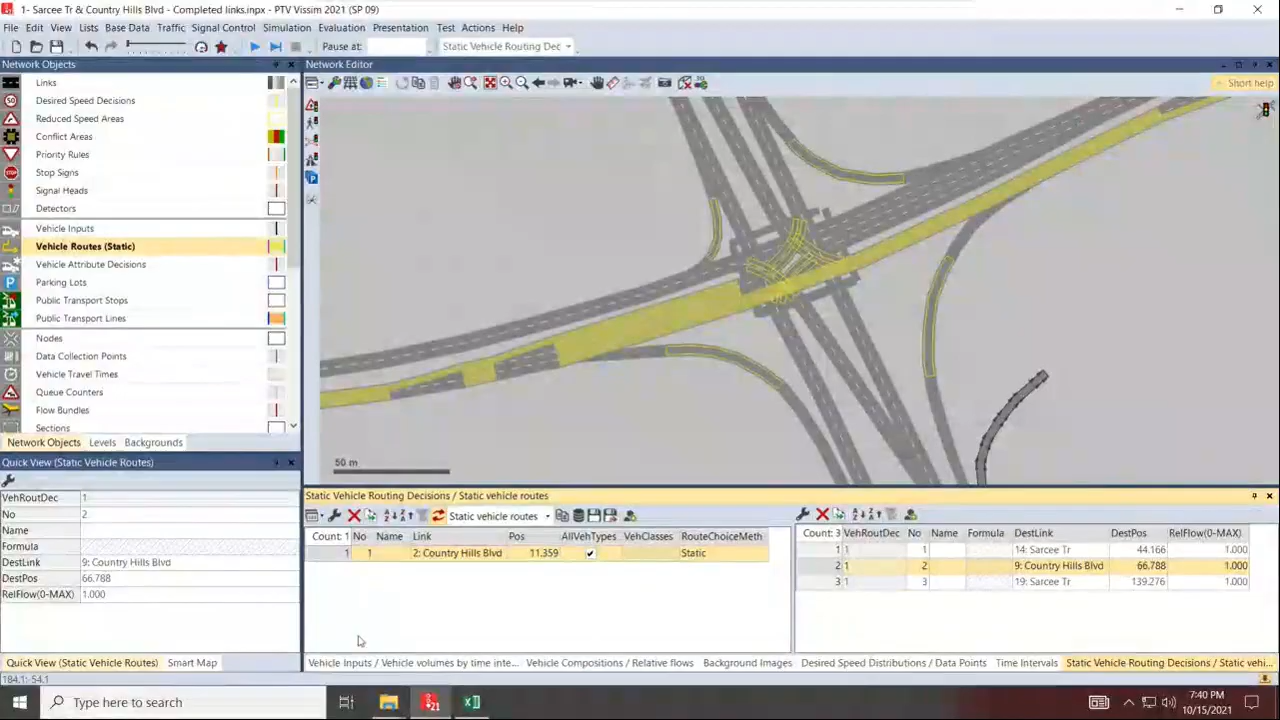 1- Sarcee Tr & Country Hills Blvd - Completed links.inpx - PTV Vissim (SP 09)
File Edit View Lists Base Data Traffic Signal Control Simulation Evaluation Presentation Test Actions Help
Pause at: Static Vehicle Routing Dec
Network Objects
Links
Desired Speed Decisions
Reduced Speed Areas
Conflict Areas
Priority Rules
Stop Signs
Signal Heads
Detectors
Vehicle Inputs
Vehicle Routes (Static)
Vehicle Attribute Decisions
Parking Lots
Public Transport Stops
Public Transport Lines
Nodes
Data Collection Points
Vehicle Travel Times
Queue Counters
Flow Bundles
Sections
Network Objects Levels Backgrounds
Quick View (Static Vehicle Routes)
VehRoutDec 1
No 2
Name
Formula
DestLink 9: Country Hills Blvd
DestPos 66.788
RelFlow(0-MAX) 1.000
Quick View (Static Vehicle Routes) Smart Map
184.1: 54.1
Network Editor
Short help
50 m
Static Vehicle Routing Decisions / Static vehicle routes
Static vehicle routes
Count: 1 No Name Link Pos AllVehTypes VehClasses RouteChoiceMeth
1 1 2: Country Hills Blvd 11.359 Static
Count: 3 VehRoutDec No Name Formula DestLink DestPos RelFlow(0-MAX)
1 1 1 14: Sarcee Tr 44.166 1.000
2 1 2 9: Country Hills Blvd 66.788 1.000
3 1 3 19: Sarcee Tr 139.276 1.000
Vehicle Inputs / Vehicle volumes by time inte... Vehicle Compositions / Relative flows Background Images Desired Speed Distributions / Data Points Time Intervals Static Vehicle Routing Decisions / Static vehi...
Type here to search
7:40 PM
10/15/2021